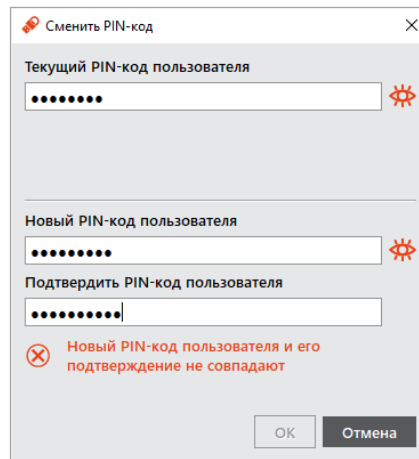 Сменить PIN-код
Текущий PIN-код пользователя
●●●●●●●●
Новый PIN-код пользователя
●●●●●●●●●
Подтвердить PIN-код пользователя
●●●●●●●●●●
Новый PIN-код пользователя и его
подтверждение не совпадают
OK Отмена